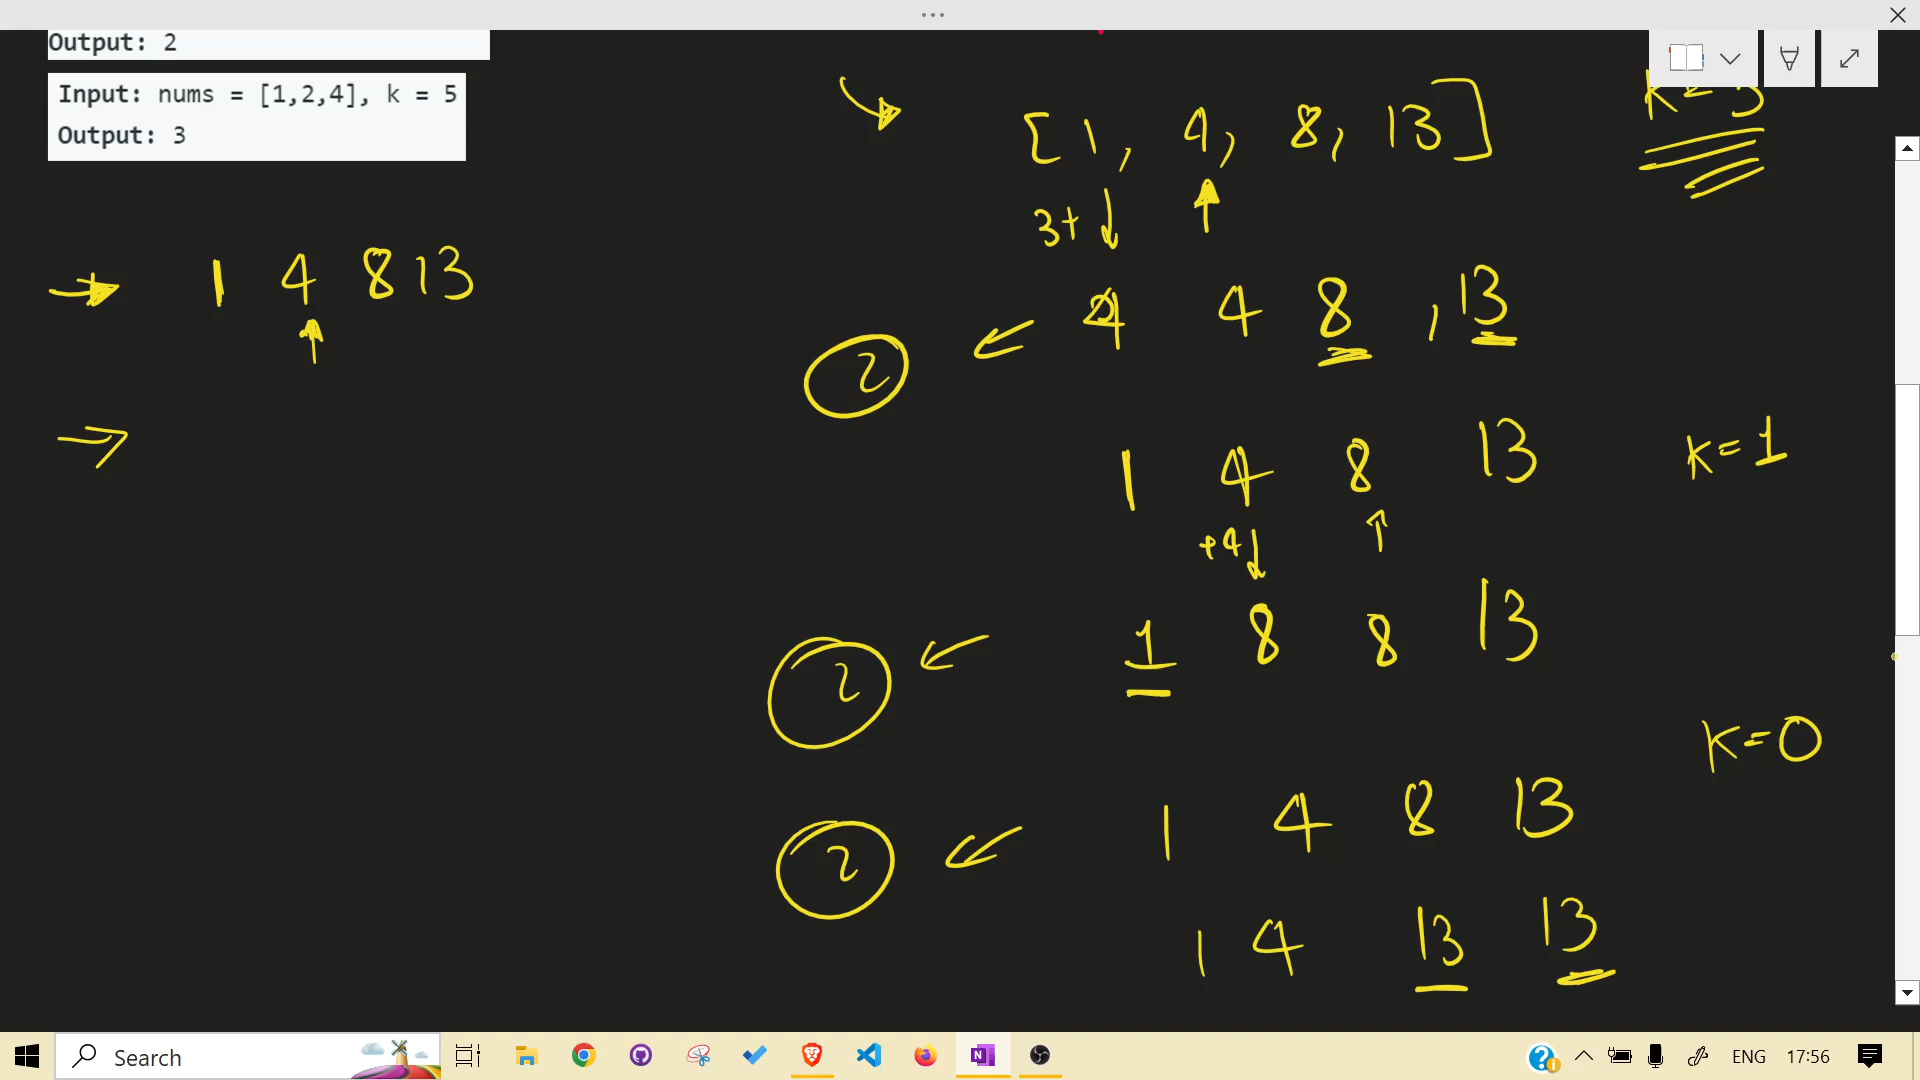 Output: 2
Input: nums = [1,2,4], k = 5
Output: 3
[1, 4, 8, 13]
k = 5
3+
4 4 8, 13
1 4 8 13
2
1 4 8 13
k=1
+4
1 8 8 13
2
k=0
1 4 8 13
2
1 4 13 13
Search
ENG
17:56